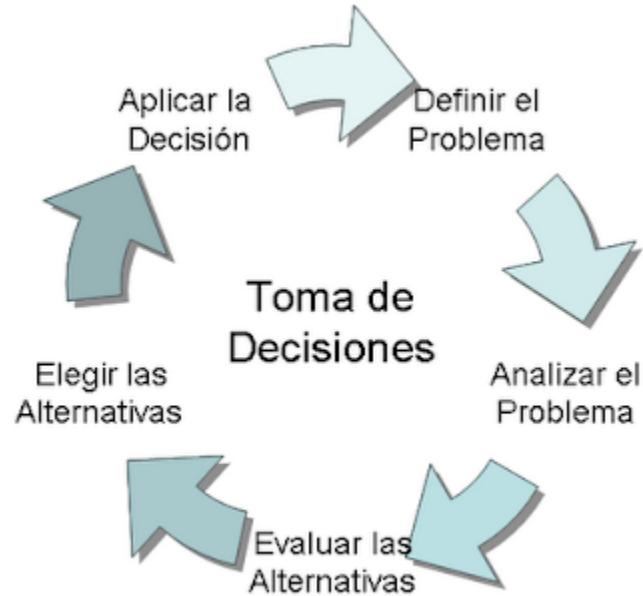 Aplicar la
Decisión
Definir el
Problema
Toma de
Decisiones
Analizar el
Problema
Elegir las
Alternativas
Evaluar las
Alternativas